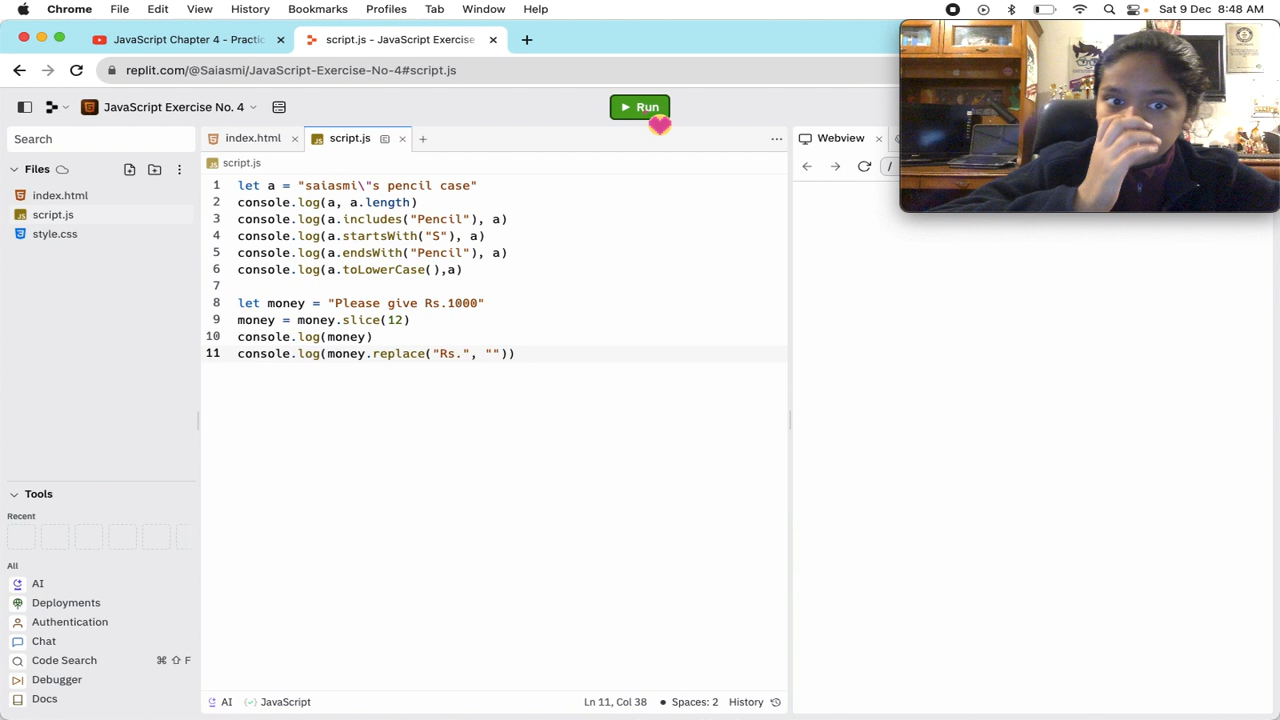 Chrome File Edit View History Bookmarks Profiles Tab Window Help Sat 9 Dec 8:48 AM
JavaScript Chapter Pract
script.js - JavaScript Exercise
replit.com/@Saiasmi/JavaScript-Exercise-No-4#script.js
JavaScript Exercise No. 4
Run
Search
index.html
script.js
Webview
Files
script.js
/
index.html
script.js
style.css
1 let a = "saiasmi\"s pencil case"
2 console.log(a, a.length)
3 console.log(a.includes("Pencil"), a)
4 console.log(a.startsWith("S"), a)
5 console.log(a.endsWith("Pencil"), a)
6 console.log(a.toLowerCase(),a)
7
8 let money = "Please give Rs.1000"
9 money = money.slice(12)
10 console.log(money)
11 console.log(money.replace("Rs.", ""))
Tools
Recent
All
AI
Deployments
Authentication
Chat
Code Search ⌘ ⇧ F
Debugger
Docs
AI JavaScript Ln 11, Col 38 Spaces: 2 History